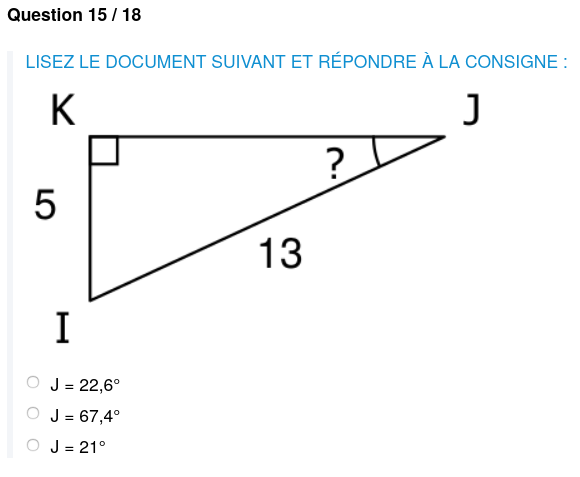 Question 15 / 18
LISEZ LE DOCUMENT SUIVANT ET RÉPONDRE À LA CONSIGNE :
K
J
?
5
13
I
J = 22,6°
J = 67,4°
J = 21°